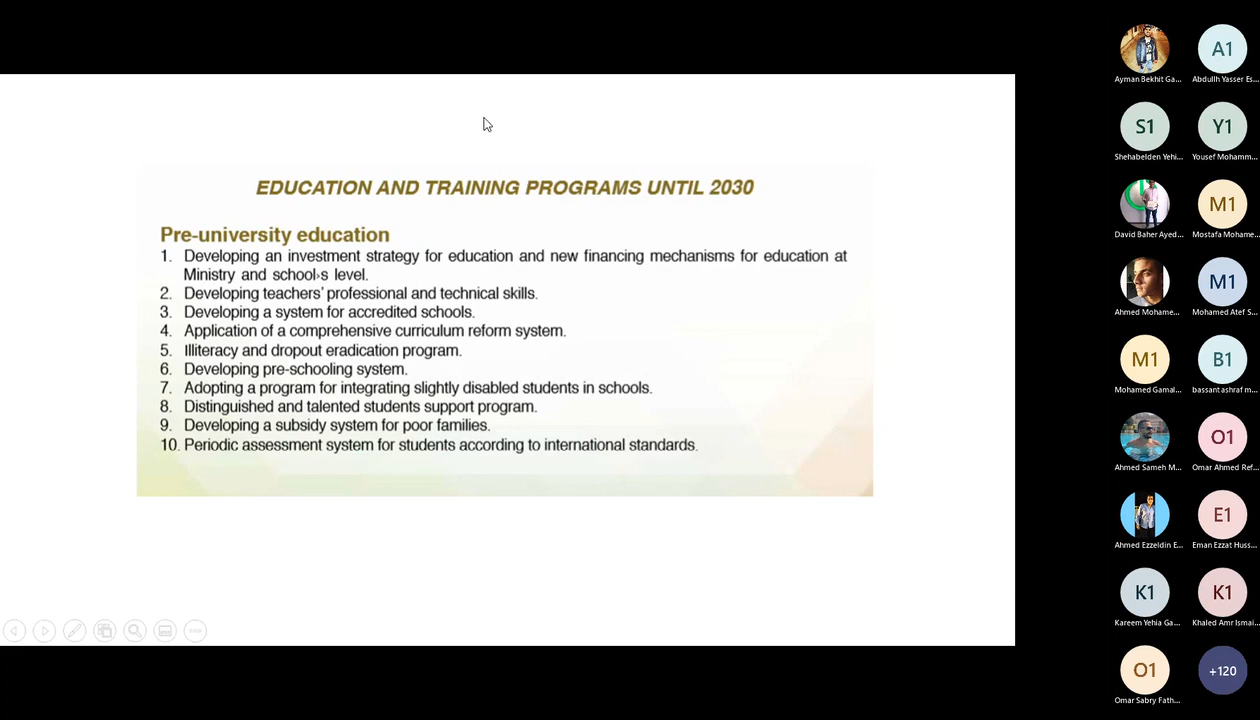 EDUCATION AND TRAINING PROGRAMS UNTIL 2030
Pre-university education
1. Developing an investment strategy for education and new financing mechanisms for education at
Ministry and school›s level.
2. Developing teachers' professional and technical skills.
3. Developing a system for accredited schools.
4. Application of a comprehensive curriculum reform system.
5. Illiteracy and dropout eradication program.
6. Developing pre-schooling system.
7. Adopting a program for integrating slightly disabled students in schools.
8. Distinguished and talented students support program.
9. Developing a subsidy system for poor families.
10. Periodic assessment system for students according to international standards.
A1
Ayman Bekhit Ga... Abdullh Yasser Es...
S1 Y1
Shehabelden Yehi... Yousef Mohamm...
M1
David Baher Ayed... Mostafa Mohame...
M1
Ahmed Mohame... Mohamed Atef S...
M1 B1
Mohamed Gamal... bassant ashraf m...
O1
Ahmed Sameh M... Omar Ahmed Ref...
E1
Ahmed Ezzeldin E... Eman Ezzat Huss...
K1 K1
Kareem Yehia Ga... Khaled Amr Ismai...
O1 +120
Omar Sabry Fath...